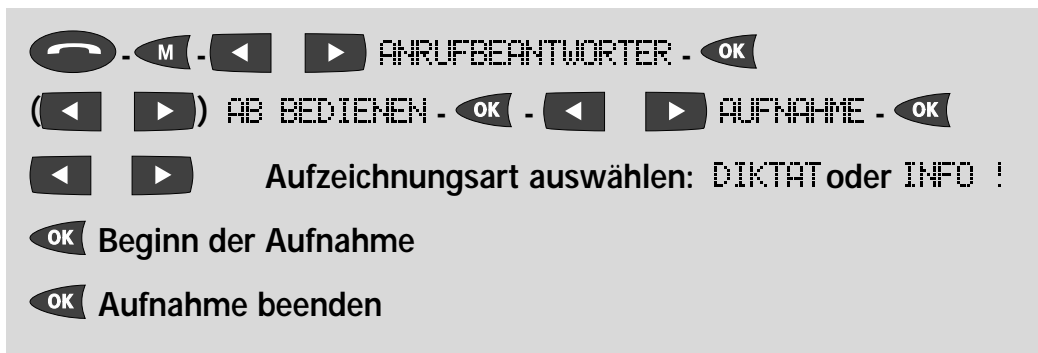 - M - ◀ ▶ ANRUFBEANTWORTER - OK
(◀ ▶) AB BEDIENEN - OK - ◀ ▶ AUFNAHME - OK
◀ ▶ Aufzeichnungsart auswählen: DIKTAT oder INFO !
OK Beginn der Aufnahme
OK Aufnahme beenden